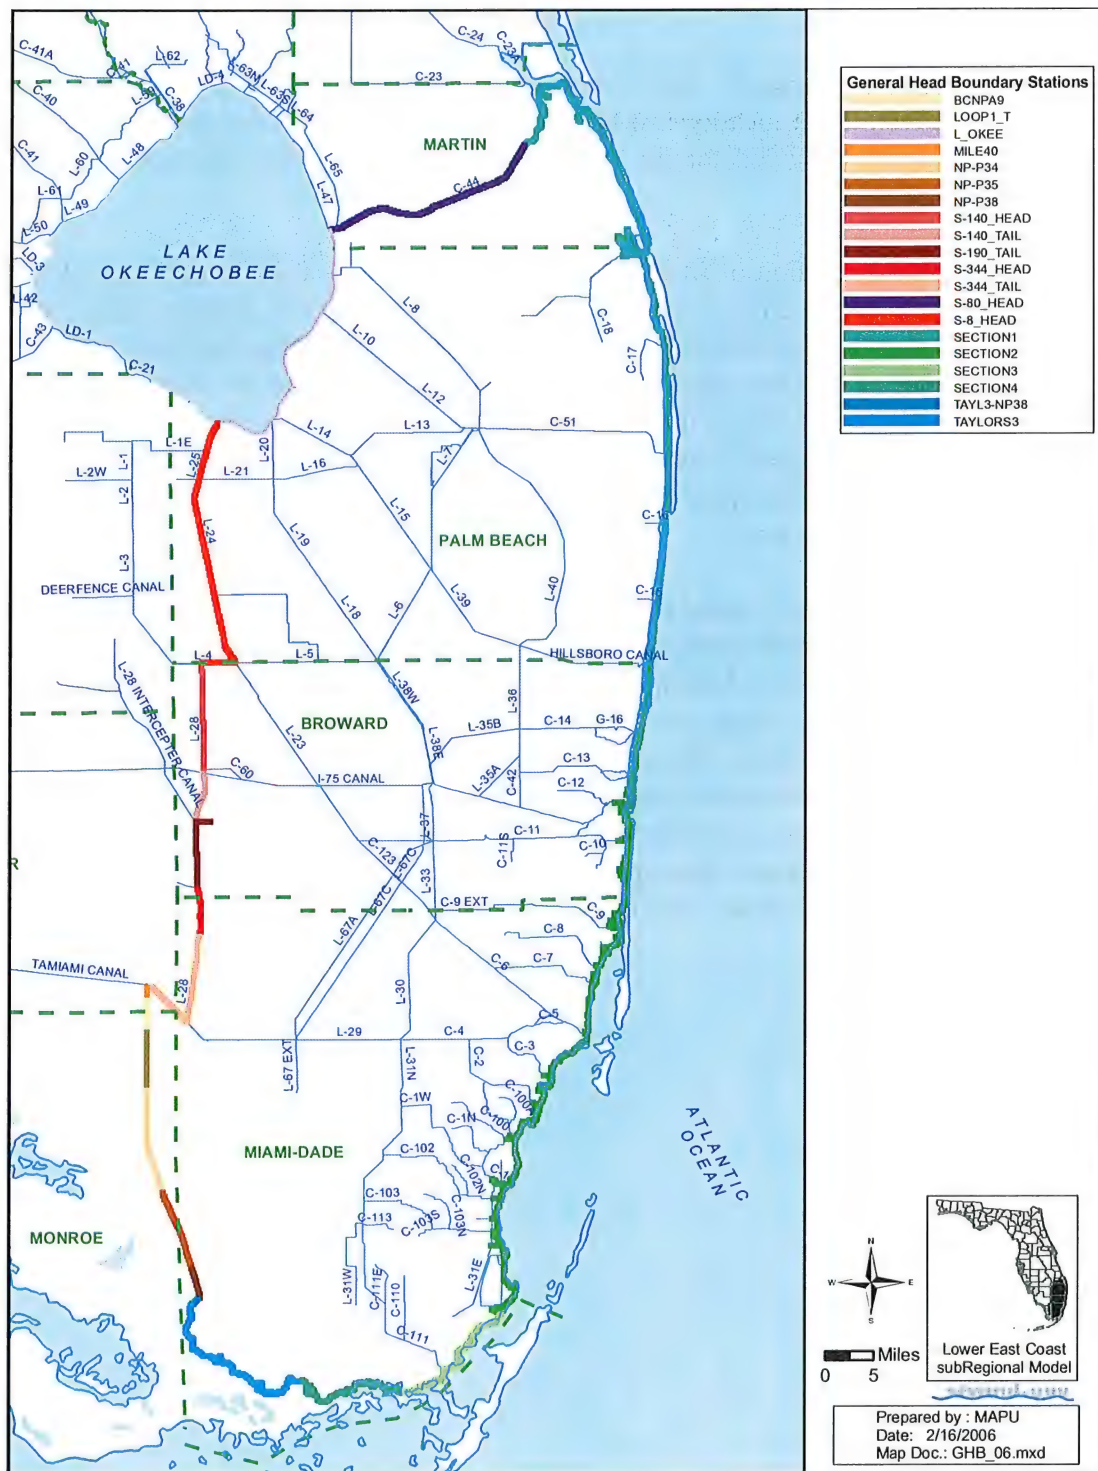 C-24
C-23A
C-41A
C-41
L-62
L-63N
LD-4
C-23
C-40
L-59
C-38
L-63S
L-64
MARTIN
C-41
L-48
L-60
L-65
C-44
L-61
L-47
L-49
L-50
LAKE
OKEECHOBEE
LD-3
L-42
L-8
C-43
LD-1
L-10
C-18
C-17
C-21
L-12
L-14
L-13
C-51
L-20
L-1E
L-1
L-25
L-7
L-2W
L-21
L-16
L-2
L-15
C-16
L-24
L-19
PALM BEACH
L-3
L-40
DEERFENCE CANAL
C-15
L-6
L-39
L-18
L-4
L-5
HILLSBORO CANAL
L-28 INTERCEPTER CANAL
L-38W
L-36
L-28
BROWARD
L-35B
C-14
G-16
L-23
L-38E
C-60
I-75 CANAL
L-35A
C-42
C-13
C-12
L-37
C-11
C-123
L-67C
C-11S
C-10
R
L-67C
L-33
L-67A
C-9 EXT
C-9
C-8
C-6
C-7
TAMIAMI CANAL
L-28
L-30
C-5
L-29
C-4
C-3
L-67 EXT
L-31N
C-2
C-100A
C-1W
C-1N
C-100
ATLANTIC
OCEAN
MIAMI-DADE
C-102
C-102N
C-1
C-103
C-103S
C-103N
C-113
MONROE
L-31W
C-111E
C-110
L-31E
C-111
General Head Boundary Stations
BCNPA9
LOOP1_T
L_OKEE
MILE40
NP-P34
NP-P35
NP-P38
S-140_HEAD
S-140_TAIL
S-190_TAIL
S-344_HEAD
S-344_TAIL
S-80_HEAD
S-8_HEAD
SECTION1
SECTION2
SECTION3
SECTION4
TAYL3-NP38
TAYLORS3
N
W E
S
Miles
0 5
Lower East Coast
subRegional Model
Prepared by : MAPU
Date: 2/16/2006
Map Doc.: GHB_06.mxd